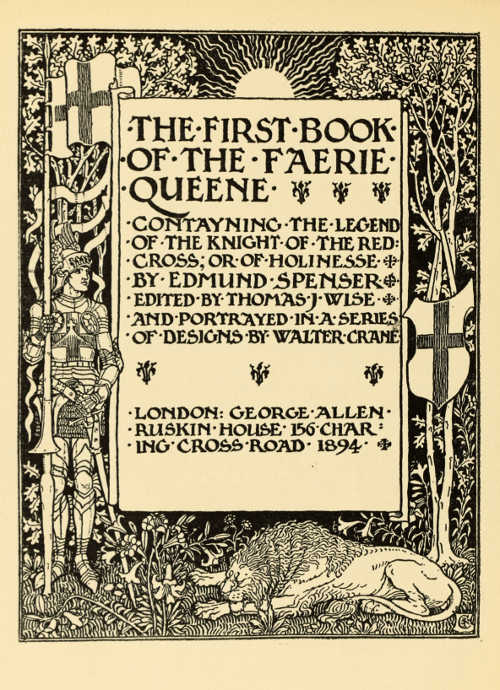 ·THE·FIRST·BOOK·
·OF·THE·FAERIE·
·QUEENE·
·CONTAYNING·THE·LEGEND
OF·THE·KNIGHT·OF·THE·RED:
CROSS; OR·OF·HOLINESSE·
BY·EDMUND·SPENSER·
EDITED·BY·THOMAS·J·WISE·
·AND·PORTRAYED·IN·A·SERIES
·OF·DESIGNS·BY·WALTER·CRANE
·LONDON: GEORGE·ALLEN·
·RUSKIN·HOUSE·156·CHAR:
·ING·CROSS·ROAD·1894·